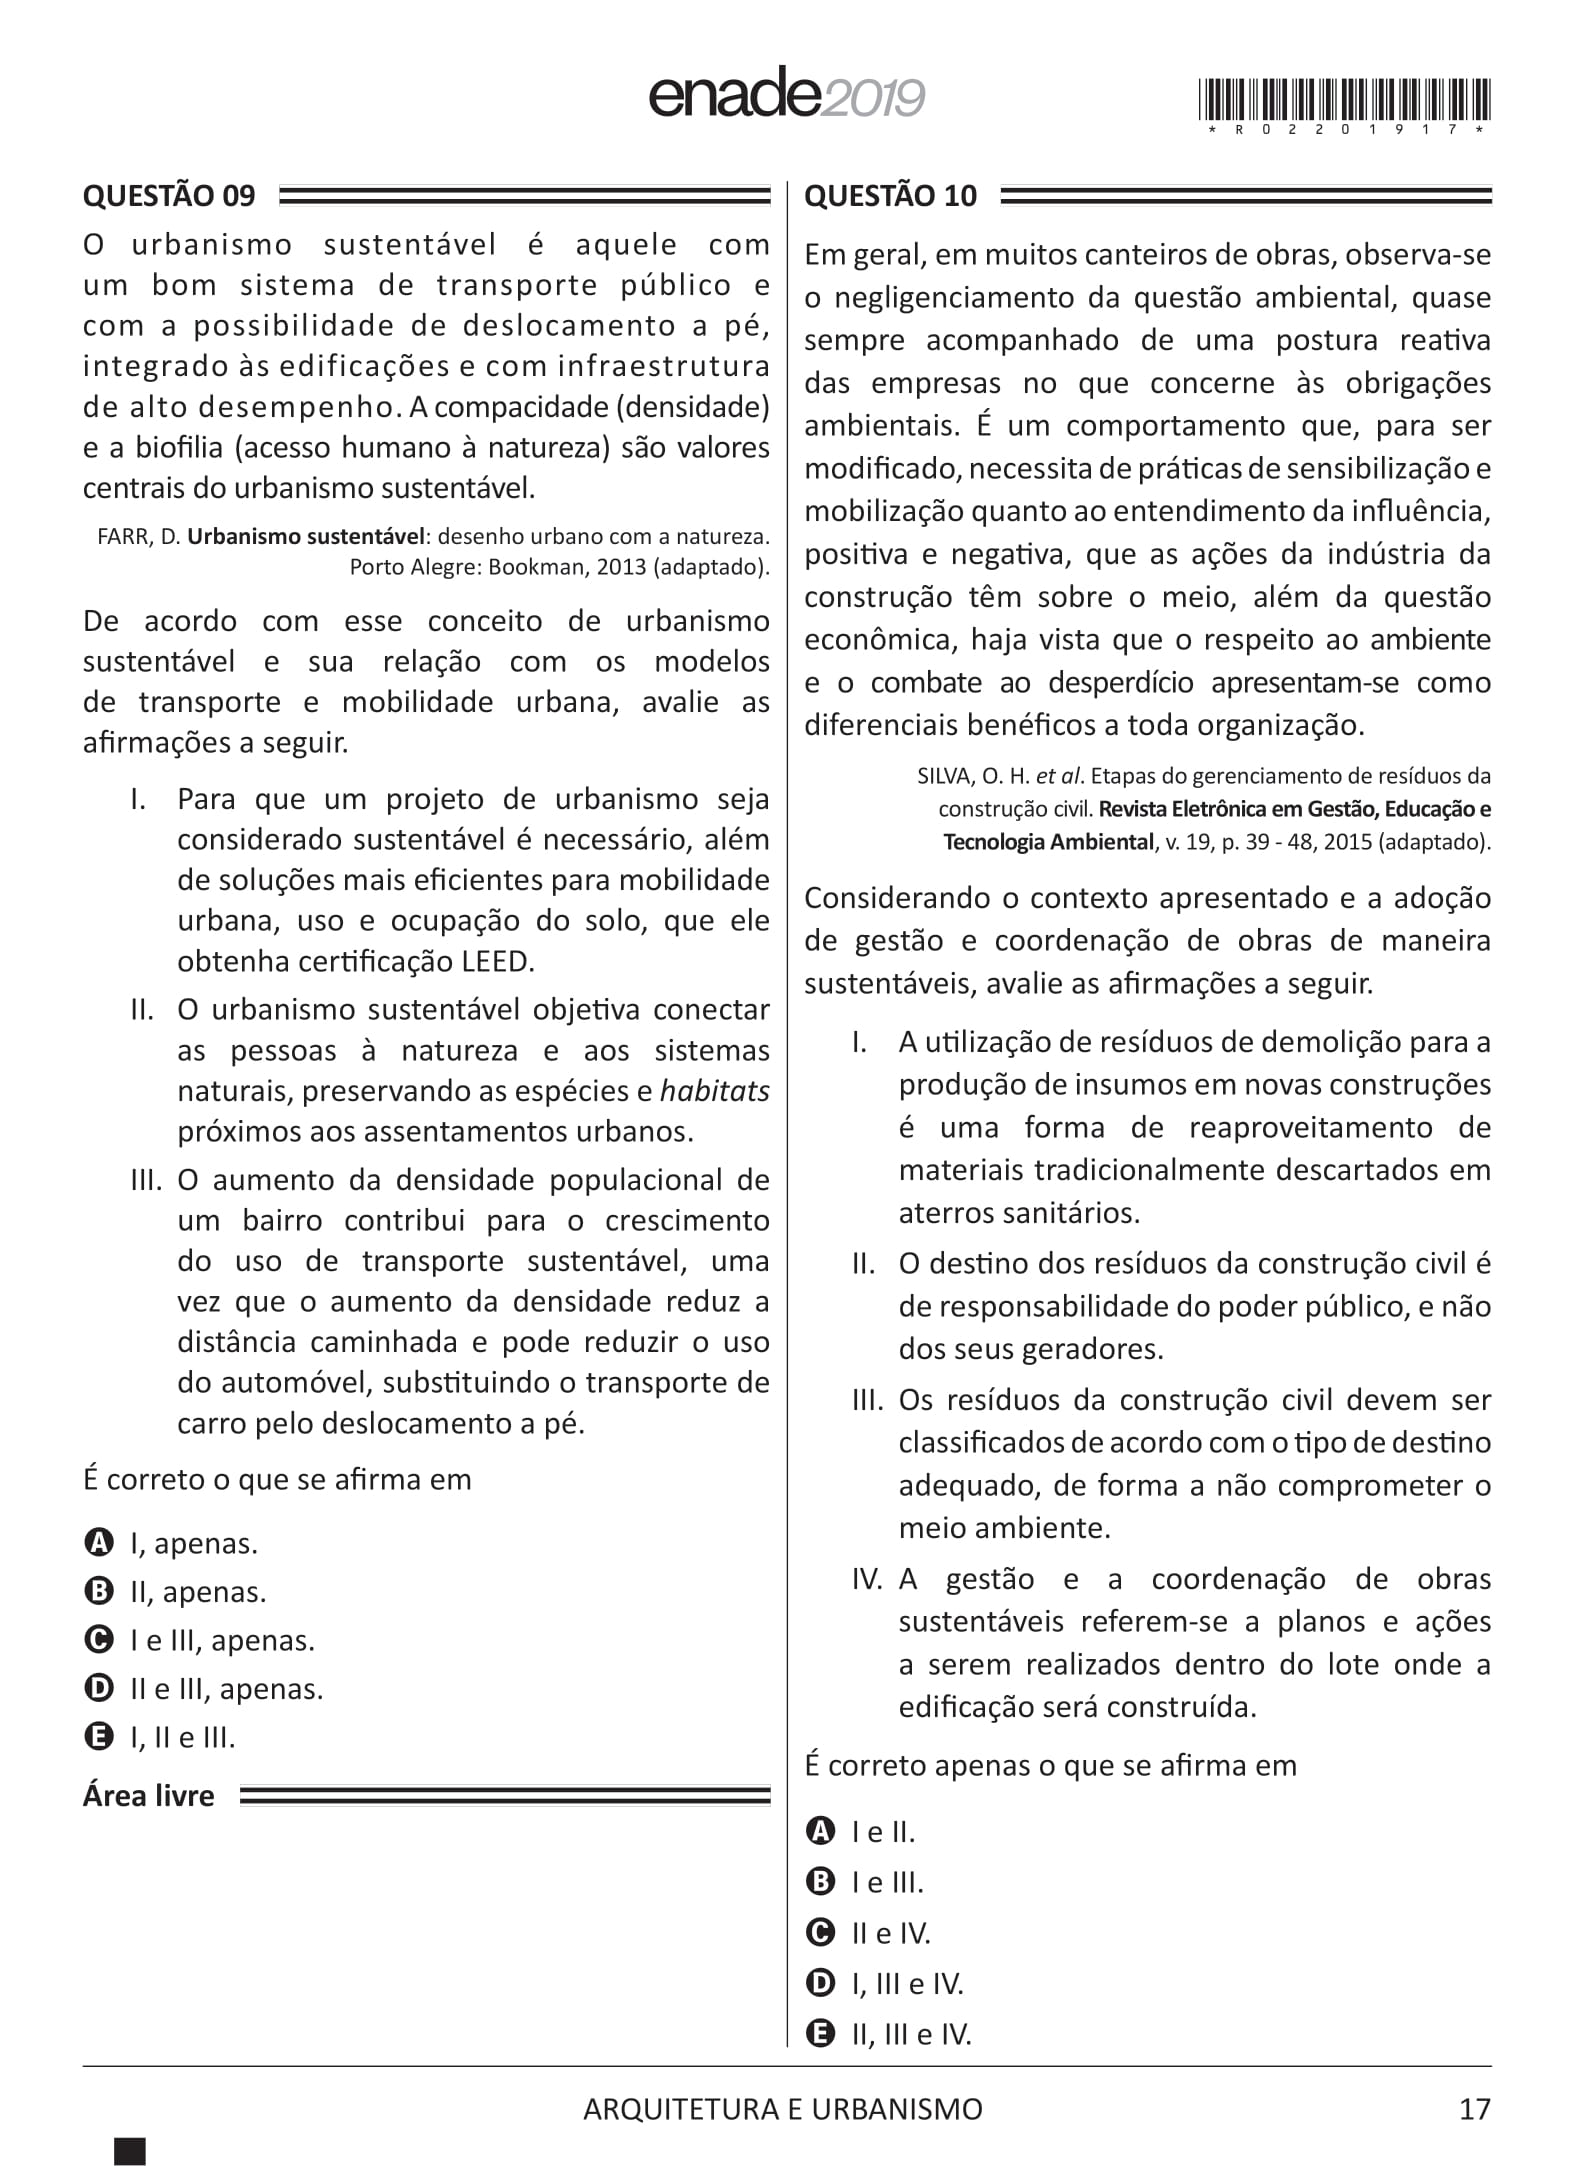 enade2019
*R02201917*
QUESTÃO 09
O urbanismo sustentável é aquele com
um bom sistema de transporte público e
com a possibilidade de deslocamento a pé,
integrado às edificações e com infraestrutura
de alto desempenho. A compacidade (densidade)
e a biofilia (acesso humano à natureza) são valores
centrais do urbanismo sustentável.
FARR, D. Urbanismo sustentável: desenho urbano com a natureza.
Porto Alegre: Bookman, 2013 (adaptado).
De acordo com esse conceito de urbanismo
sustentável e sua relação com os modelos
de transporte e mobilidade urbana, avalie as
afirmações a seguir.
I. Para que um projeto de urbanismo seja
considerado sustentável é necessário, além
de soluções mais eficientes para mobilidade
urbana, uso e ocupação do solo, que ele
obtenha certificação LEED.
II. O urbanismo sustentável objetiva conectar
as pessoas à natureza e aos sistemas
naturais, preservando as espécies e habitats
próximos aos assentamentos urbanos.
III. O aumento da densidade populacional de
um bairro contribui para o crescimento
do uso de transporte sustentável, uma
vez que o aumento da densidade reduz a
distância caminhada e pode reduzir o uso
do automóvel, substituindo o transporte de
carro pelo deslocamento a pé.
É correto o que se afirma em
A I, apenas.
B II, apenas.
C I e III, apenas.
D II e III, apenas.
E I, II e III.
Área livre
QUESTÃO 10
Em geral, em muitos canteiros de obras, observa-se
o negligenciamento da questão ambiental, quase
sempre acompanhado de uma postura reativa
das empresas no que concerne às obrigações
ambientais. É um comportamento que, para ser
modificado, necessita de práticas de sensibilização e
mobilização quanto ao entendimento da influência,
positiva e negativa, que as ações da indústria da
construção têm sobre o meio, além da questão
econômica, haja vista que o respeito ao ambiente
e o combate ao desperdício apresentam-se como
diferenciais benéficos a toda organização.
SILVA, O. H. et al. Etapas do gerenciamento de resíduos da
construção civil. Revista Eletrônica em Gestão, Educação e
Tecnologia Ambiental, v. 19, p. 39 - 48, 2015 (adaptado).
Considerando o contexto apresentado e a adoção
de gestão e coordenação de obras de maneira
sustentáveis, avalie as afirmações a seguir.
I. A utilização de resíduos de demolição para a
produção de insumos em novas construções
é uma forma de reaproveitamento de
materiais tradicionalmente descartados em
aterros sanitários.
II. O destino dos resíduos da construção civil é
de responsabilidade do poder público, e não
dos seus geradores.
III. Os resíduos da construção civil devem ser
classificados de acordo com o tipo de destino
adequado, de forma a não comprometer o
meio ambiente.
IV. A gestão e a coordenação de obras
sustentáveis referem-se a planos e ações
a serem realizados dentro do lote onde a
edificação será construída.
É correto apenas o que se afirma em
A I e II.
B I e III.
C II e IV.
D I, III e IV.
E II, III e IV.
ARQUITETURA E URBANISMO
17